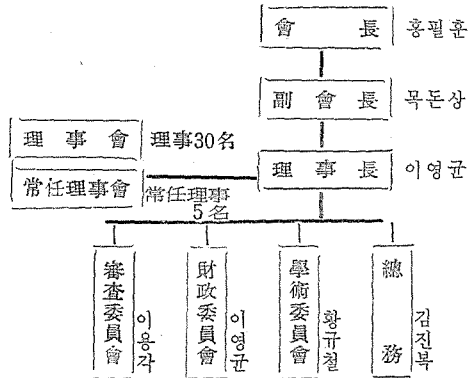 會長 홍필훈
副會長 목돈상
理事會 理事30名
理事長 이영균
常任理事會 常任理事
5名
審査委員會 이용각
財政委員會 이영균
學術委員會 황규철
總務 김진복